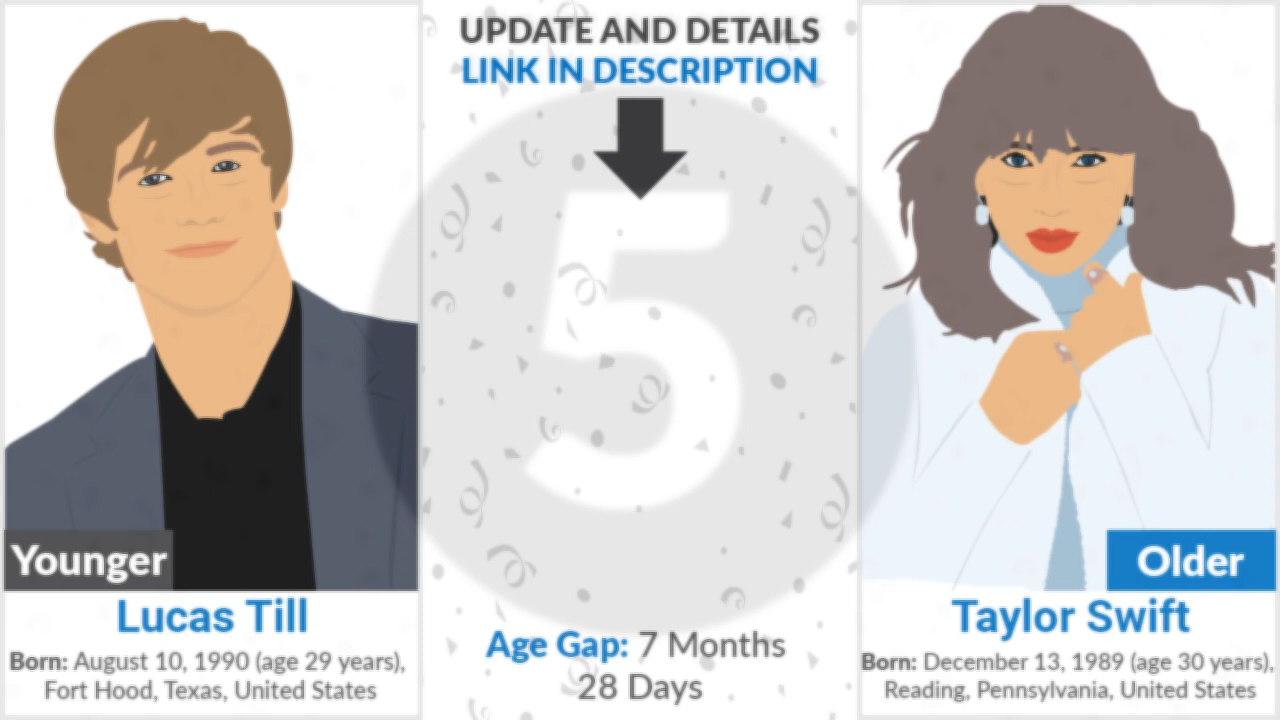 UPDATE AND DETAILS
LINK IN DESCRIPTION
5
Younger
Older
Lucas Till
Born: August 10, 1990 (age 29 years),
Fort Hood, Texas, United States
Age Gap: 7 Months
28 Days
Taylor Swift
Born: December 13, 1989 (age 30 years),
Reading, Pennsylvania, United States